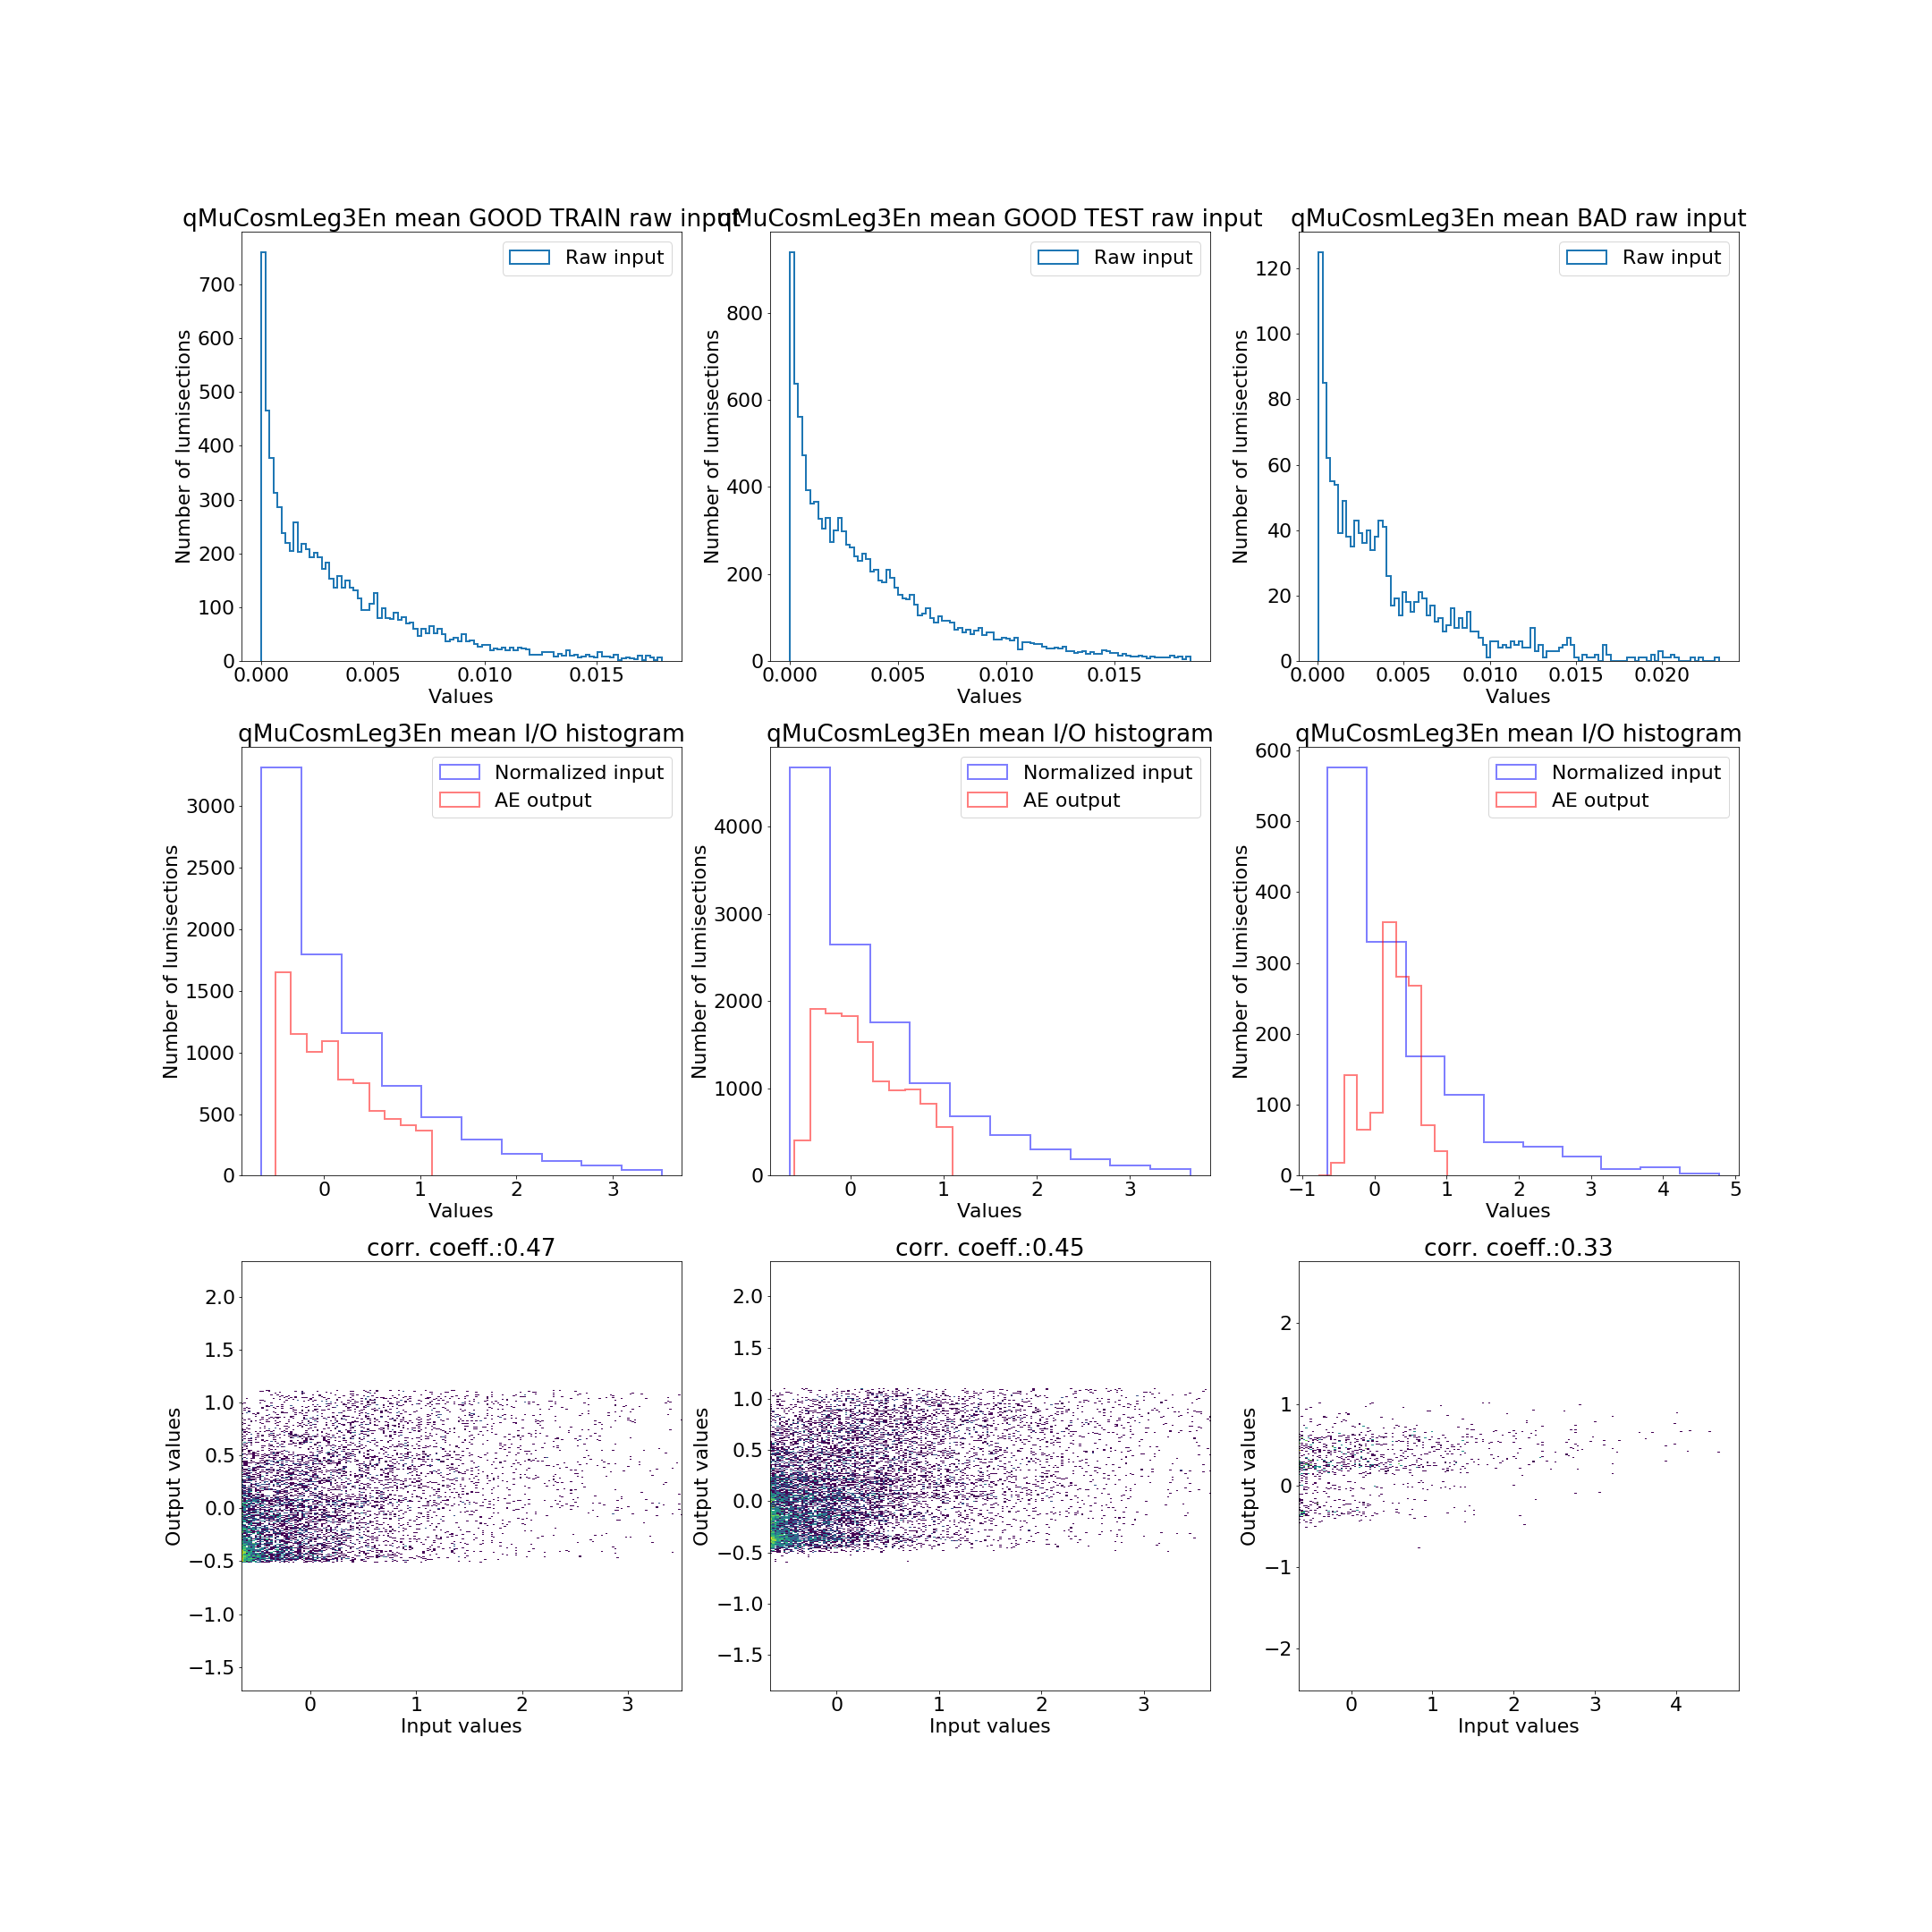 qMuCosmLeg3En mean GOOD TRAIN raw input
Number of lumisections
700
600
500
400
300
200
100
0
0.000 0.005 0.010 0.015
Values
Raw input
qMuCosmLeg3En mean GOOD TEST raw input
Number of lumisections
800
600
400
200
0
0.000 0.005 0.010 0.015
Values
Raw input
qMuCosmLeg3En mean BAD raw input
Number of lumisections
120
100
80
60
40
20
0
0.000 0.005 0.010 0.015 0.020
Values
Raw input
qMuCosmLeg3En mean I/O histogram
Number of lumisections
3000
2500
2000
1500
1000
500
0
0 1 2 3
Values
Normalized input
AE output
qMuCosmLeg3En mean I/O histogram
Number of lumisections
4000
3000
2000
1000
0
0 1 2 3
Values
Normalized input
AE output
qMuCosmLeg3En mean I/O histogram
Number of lumisections
600
500
400
300
200
100
0
−1 0 1 2 3 4 5
Values
Normalized input
AE output
corr. coeff.:0.47
Output values
2.0
1.5
1.0
0.5
0.0
−0.5
−1.0
−1.5
0 1 2 3
Input values
corr. coeff.:0.45
Output values
2.0
1.5
1.0
0.5
0.0
−0.5
−1.0
−1.5
0 1 2 3
Input values
corr. coeff.:0.33
Output values
2
1
0
−1
−2
0 1 2 3 4
Input values